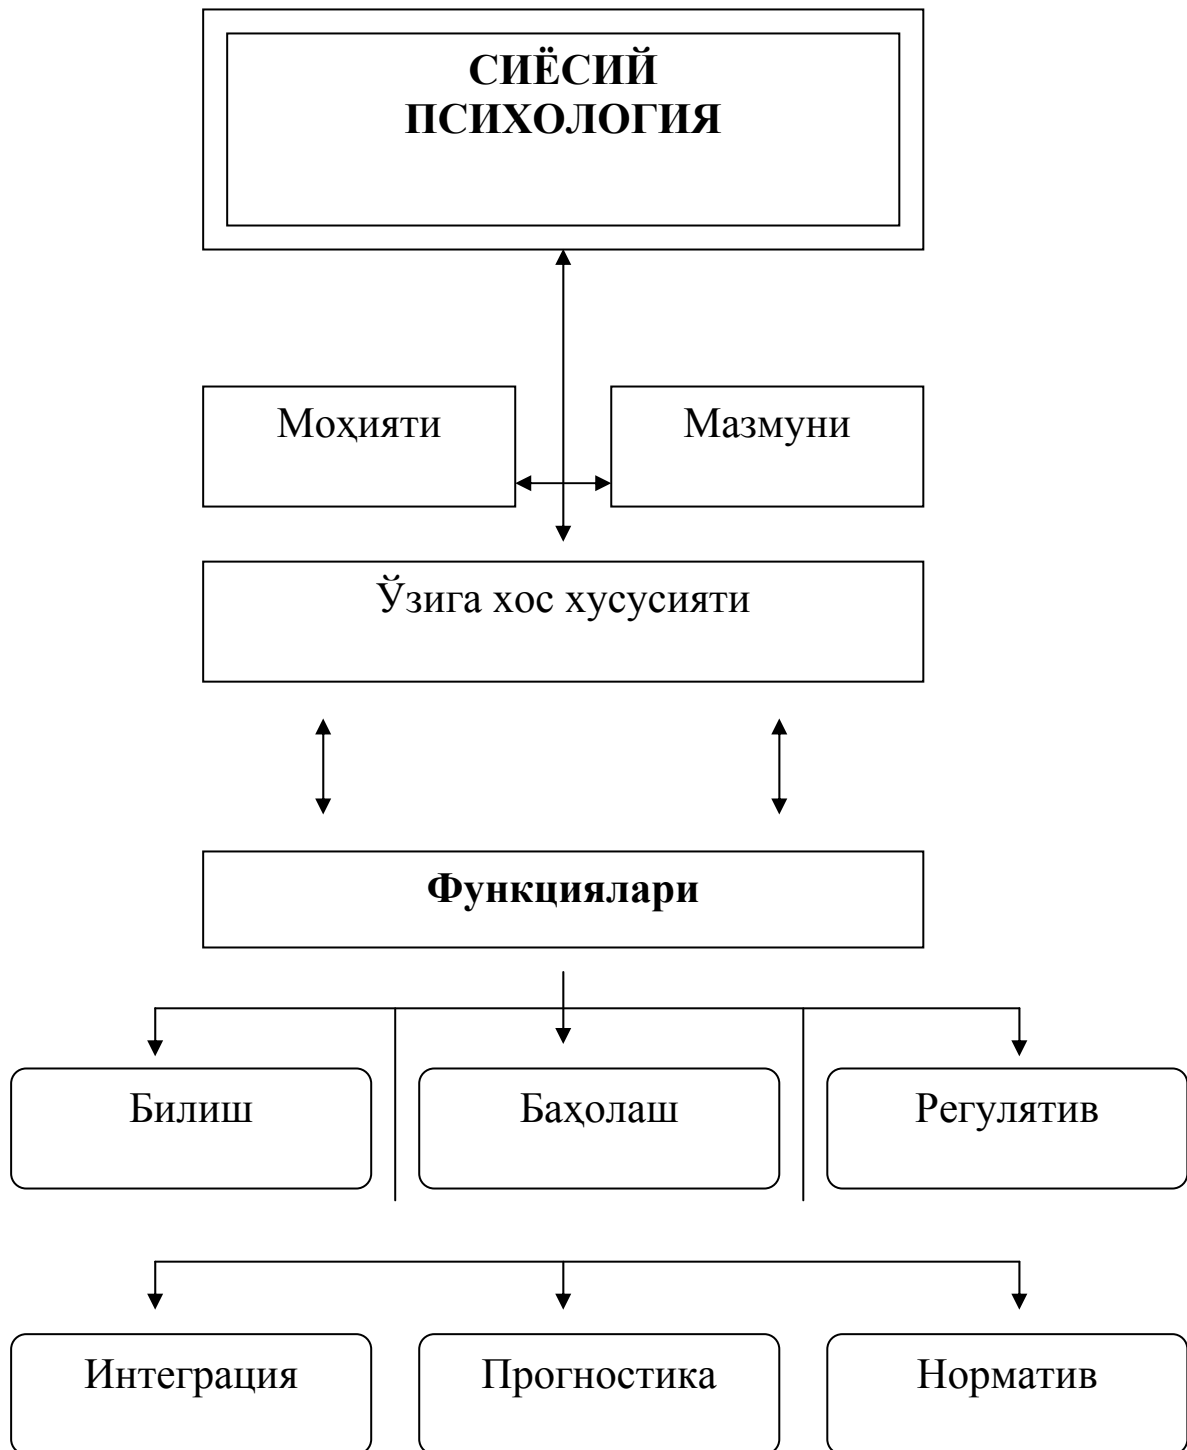 СИЁСИЙ
ПСИХОЛОГИЯ
Моҳияти
Мазмуни
Ўзига хос хусусияти
Функциялари
Билиш
Баҳолаш
Регулятив
Интеграция
Прогностика
Норматив